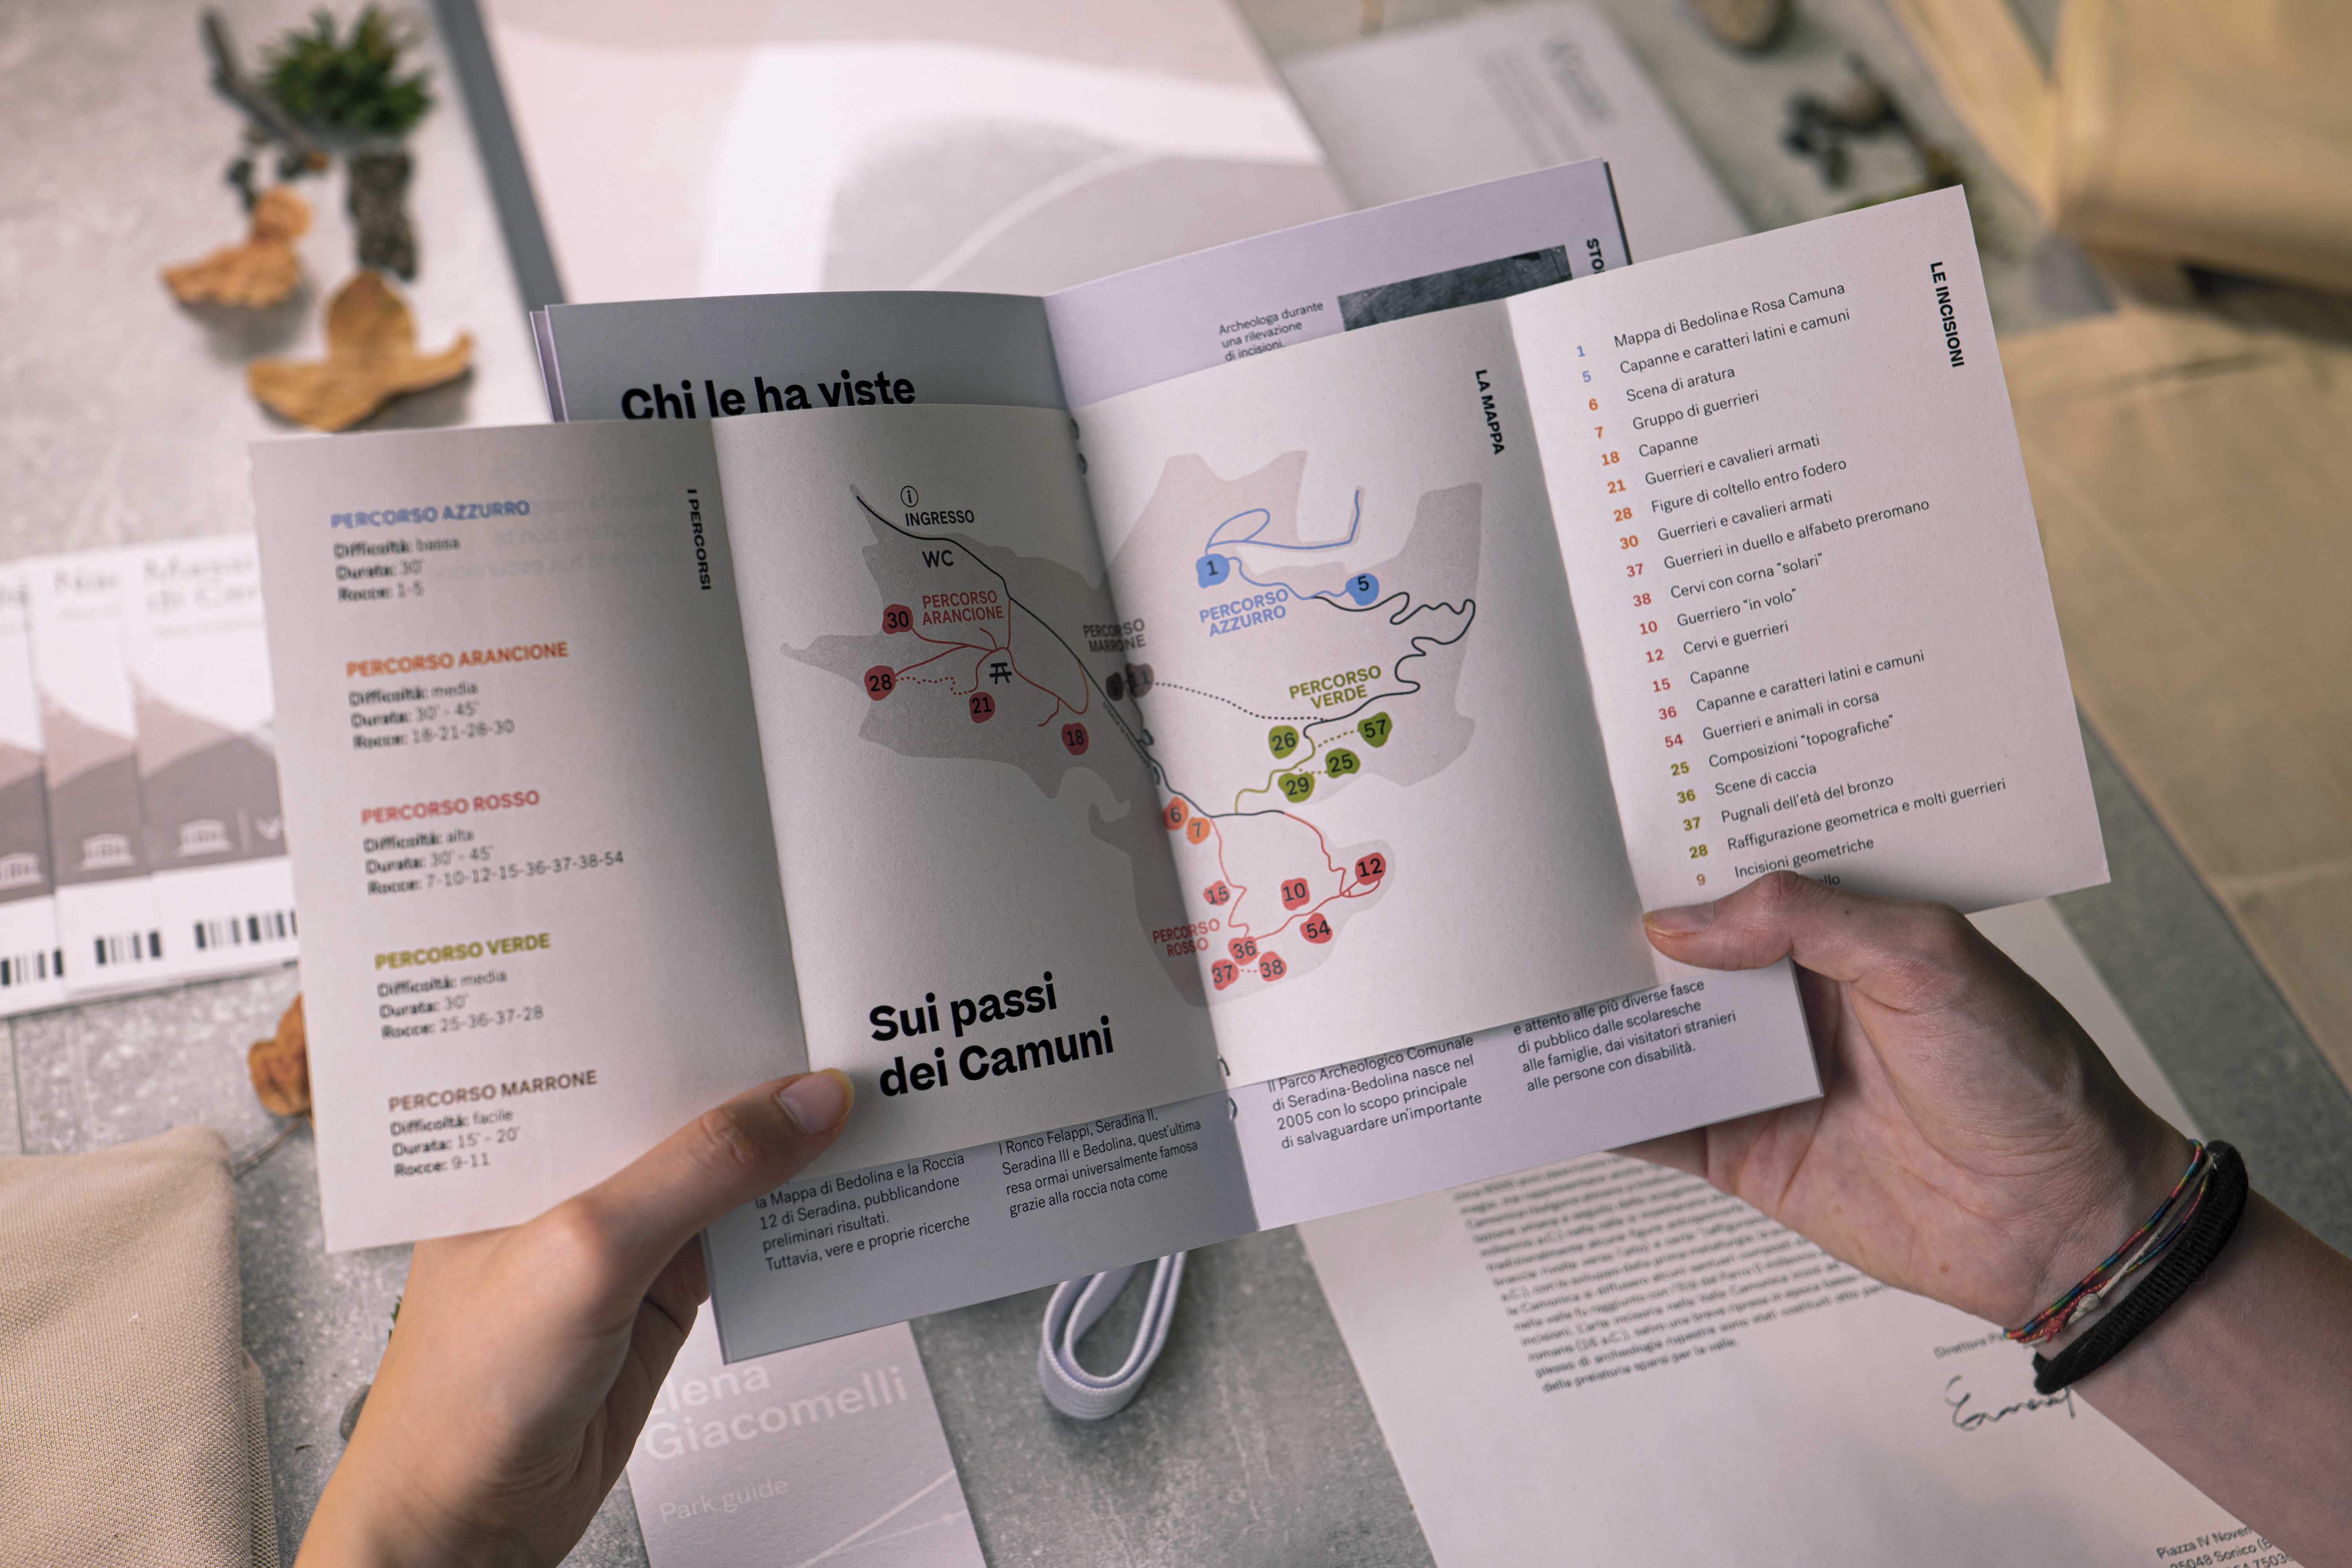 Chi le ha viste
STO
Archeologa durante
una rilevazione
di incisioni.
I PERCORSI
PERCORSO AZZURRO
Difficoltà: bassa
Durata: 30'
Rocce: 1-5
PERCORSO ARANCIONE
Difficoltà: media
Durata: 30' - 45'
Rocce: 18-21-28-30
PERCORSO ROSSO
Difficoltà: alta
Durata: 30' - 45'
Rocce: 7-10-12-15-36-37-38-54
PERCORSO VERDE
Difficoltà: media
Durata: 30'
Rocce: 25-36-37-28
PERCORSO MARRONE
Difficoltà: facile
Durata: 15' - 20'
Rocce: 9-11
i
INGRESSO
WC
PERCORSO
ARANCIONE
30
28
21
18
Sui passi
dei Camuni
LA MAPPA
PERCORSO
MARRONE
11
1
5
PERCORSO
AZZURRO
PERCORSO
VERDE
26
57
25
29
6
7
12
15
10
54
PERCORSO
ROSSO
36
37
38
LE INCISIONI
1 Mappa di Bedolina e Rosa Camuna
5 Capanne e caratteri latini e camuni
6 Scena di aratura
7 Gruppo di guerrieri
18 Capanne
21 Guerrieri e cavalieri armati
28 Figure di coltello entro fodero
30 Guerrieri e cavalieri armati
37 Guerrieri in duello e alfabeto preromano
38 Cervi con corna "solari"
10 Guerriero "in volo"
12 Cervi e guerrieri
15 Capanne
36 Capanne e caratteri latini e camuni
54 Guerrieri e animali in corsa
25 Composizioni "topografiche"
36 Scene di caccia
37 Pugnali dell'età del bronzo
28 Raffigurazione geometrica e molti guerrieri
9 Incisioni geometriche
llo
la Mappa di Bedolina e la Roccia
12 di Seradina, pubblicandone
preliminari risultati.
Tuttavia, vere e proprie ricerche
I Ronco Felappi, Seradina II,
Seradina III e Bedolina, quest'ultima
resa ormai universalmente famosa
grazie alla roccia nota come
Il Parco Archeologico Comunale
di Seradina-Bedolina nasce nel
2005 con lo scopo principale
di salvaguardare un'importante
e attento alle più diverse fasce
di pubblico dalle scolaresche
alle famiglie, dai visitatori stranieri
alle persone con disabilità.
Elena
Giacomelli
Park guide
Piazza IV Novem
25048 Sonico (B